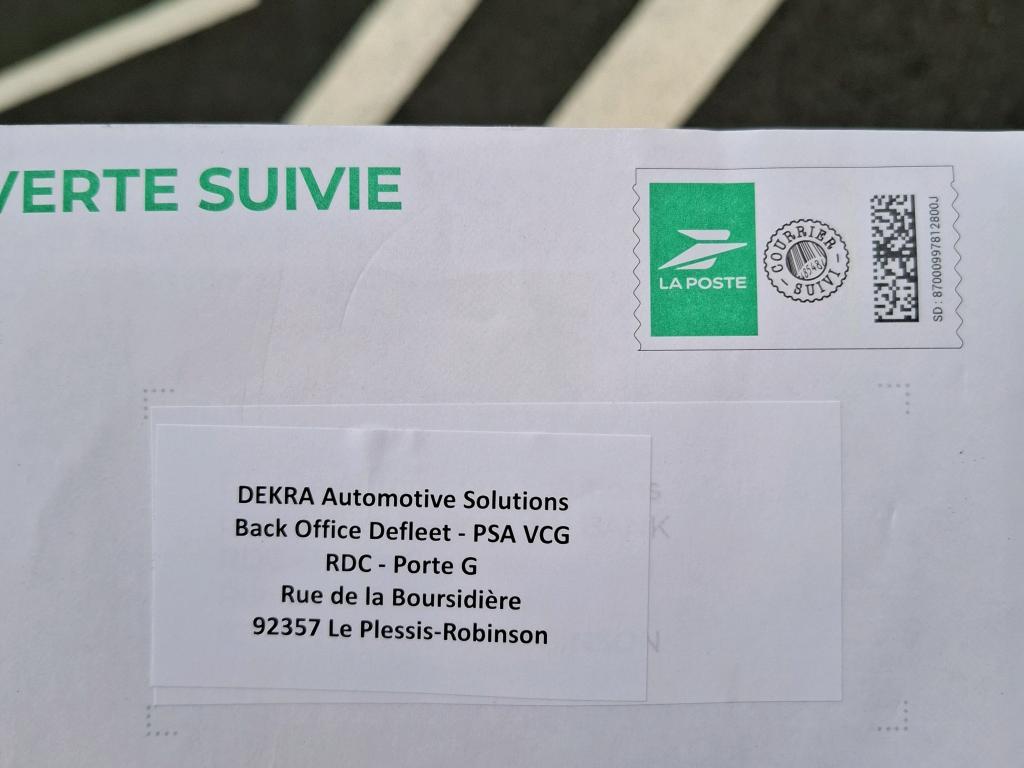 VERTE SUIVIE
LA POSTE
COURRIER
SUIVI
SD : 87000997812800J
DEKRA Automotive Solutions
Back Office Defleet - PSA VCG
RDC - Porte G
Rue de la Boursidière
92357 Le Plessis-Robinson